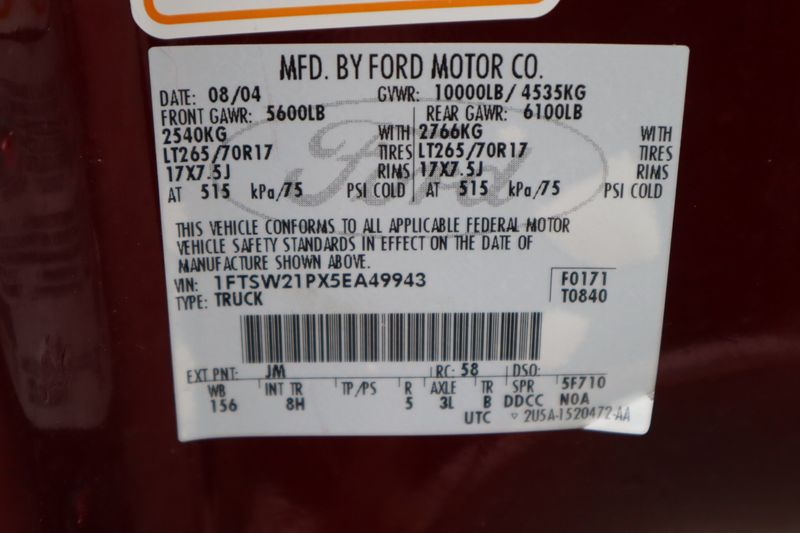 MFD. BY FORD MOTOR CO.
DATE: 08/04 GVWR: 10000LB/ 4535KG
FRONT GAWR: 5600LB REAR GAWR: 6100LB
2540KG WITH 2766KG WITH
LT265/70R17 TIRES LT265/70R17 TIRES
17X7.5J RIMS 17X7.5J RIMS
AT 515 kPa/75 PSI COLD AT 515 kPa/75 PSI COLD
Ford
THIS VEHICLE CONFORMS TO ALL APPLICABLE FEDERAL MOTOR
VEHICLE SAFETY STANDARDS IN EFFECT ON THE DATE OF
MANUFACTURE SHOWN ABOVE.
VIN: 1FTSW21PX5EA49943 F0171
TYPE: TRUCK T0840
EXT PNT: JM RC: 58 DSO:
WB INT TR TP/PS R AXLE TR SPR 5F710
156 8H 5 3L B DDCC N0A
UTC ▽ 2U5A-1520472-AA